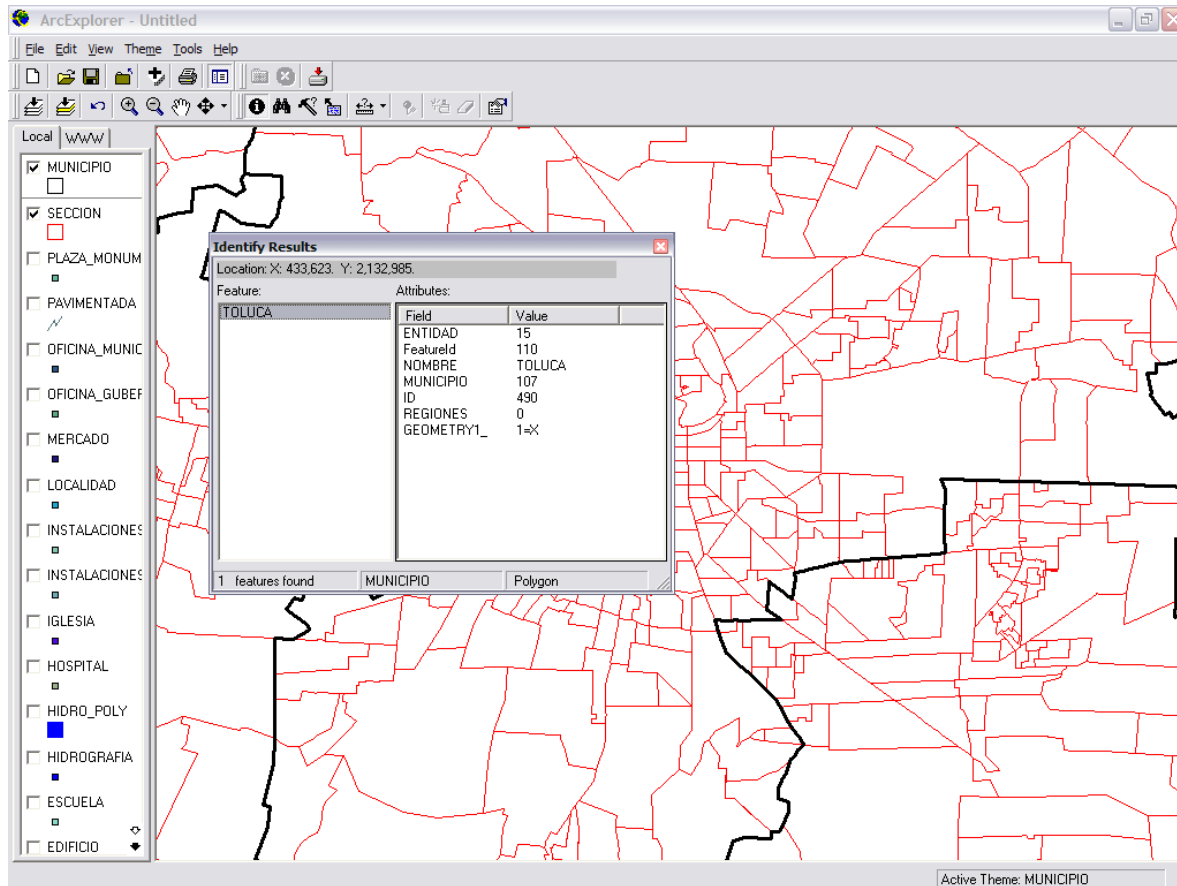 ArcExplorer - Untitled
File Edit View Theme Tools Help
Local WWW
MUNICIPIO
SECCION
PLAZA_MONUM
PAVIMENTADA
OFICINA_MUNIC
OFICINA_GUBEF
MERCADO
LOCALIDAD
INSTALACIONES
INSTALACIONES
IGLESIA
HOSPITAL
HIDRO_POLY
HIDROGRAFIA
ESCUELA
EDIFICIO
Identify Results
Location: X: 433,623. Y: 2,132,985.
Feature: Attributes:
TOLUCA
Field Value
ENTIDAD 15
FeatureId 110
NOMBRE TOLUCA
MUNICIPIO 107
ID 490
REGIONES 0
GEOMETRY1_ 1=X
1 features found MUNICIPIO Polygon
Active Theme: MUNICIPIO